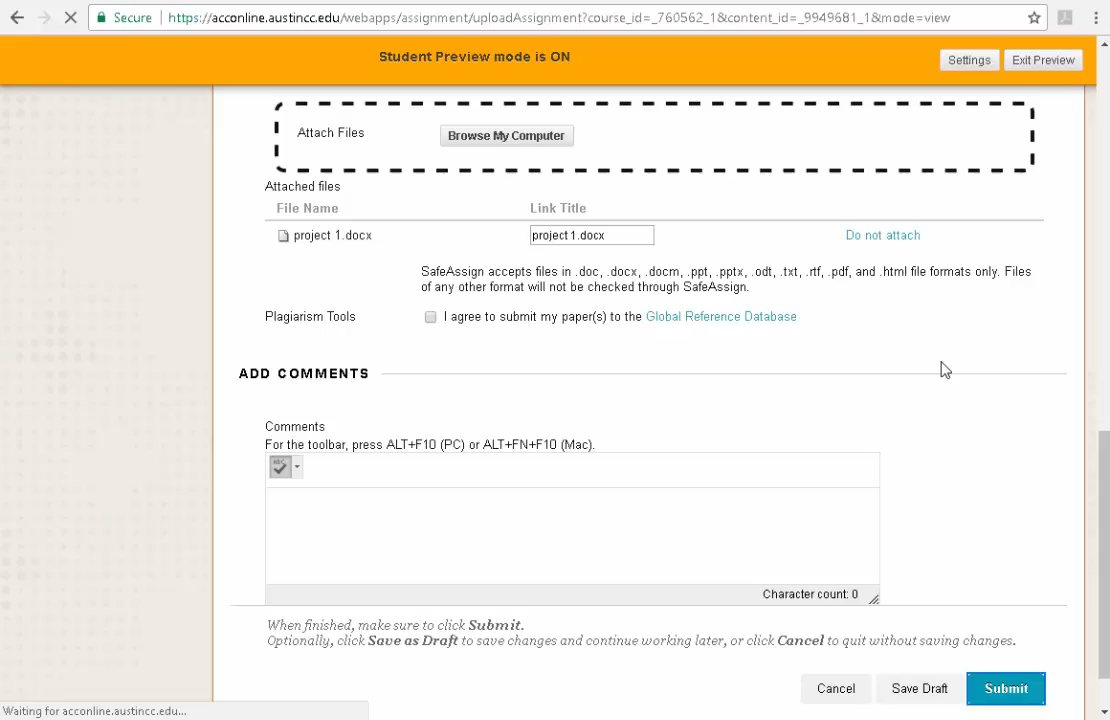 Secure https://acconline.austincc.edu/webapps/assignment/uploadAssignment?course_id=_760562_1&content_id=_9949681_1&mode=view
Student Preview mode is ON
Settings Exit Preview
Attach Files Browse My Computer
Attached files
File Name Link Title
project 1.docx project 1.docx Do not attach
SafeAssign accepts files in .doc, .docx, .docm, .ppt, .pptx, .odt, .txt, .rtf, .pdf, and .html file formats only. Files
of any other format will not be checked through SafeAssign.
Plagiarism Tools I agree to submit my paper(s) to the Global Reference Database
ADD COMMENTS
Comments
For the toolbar, press ALT+F10 (PC) or ALT+FN+F10 (Mac).
Character count: 0
When finished, make sure to click Submit.
Optionally, click Save as Draft to save changes and continue working later, or click Cancel to quit without saving changes.
Cancel Save Draft Submit
Waiting for acconline.austincc.edu...